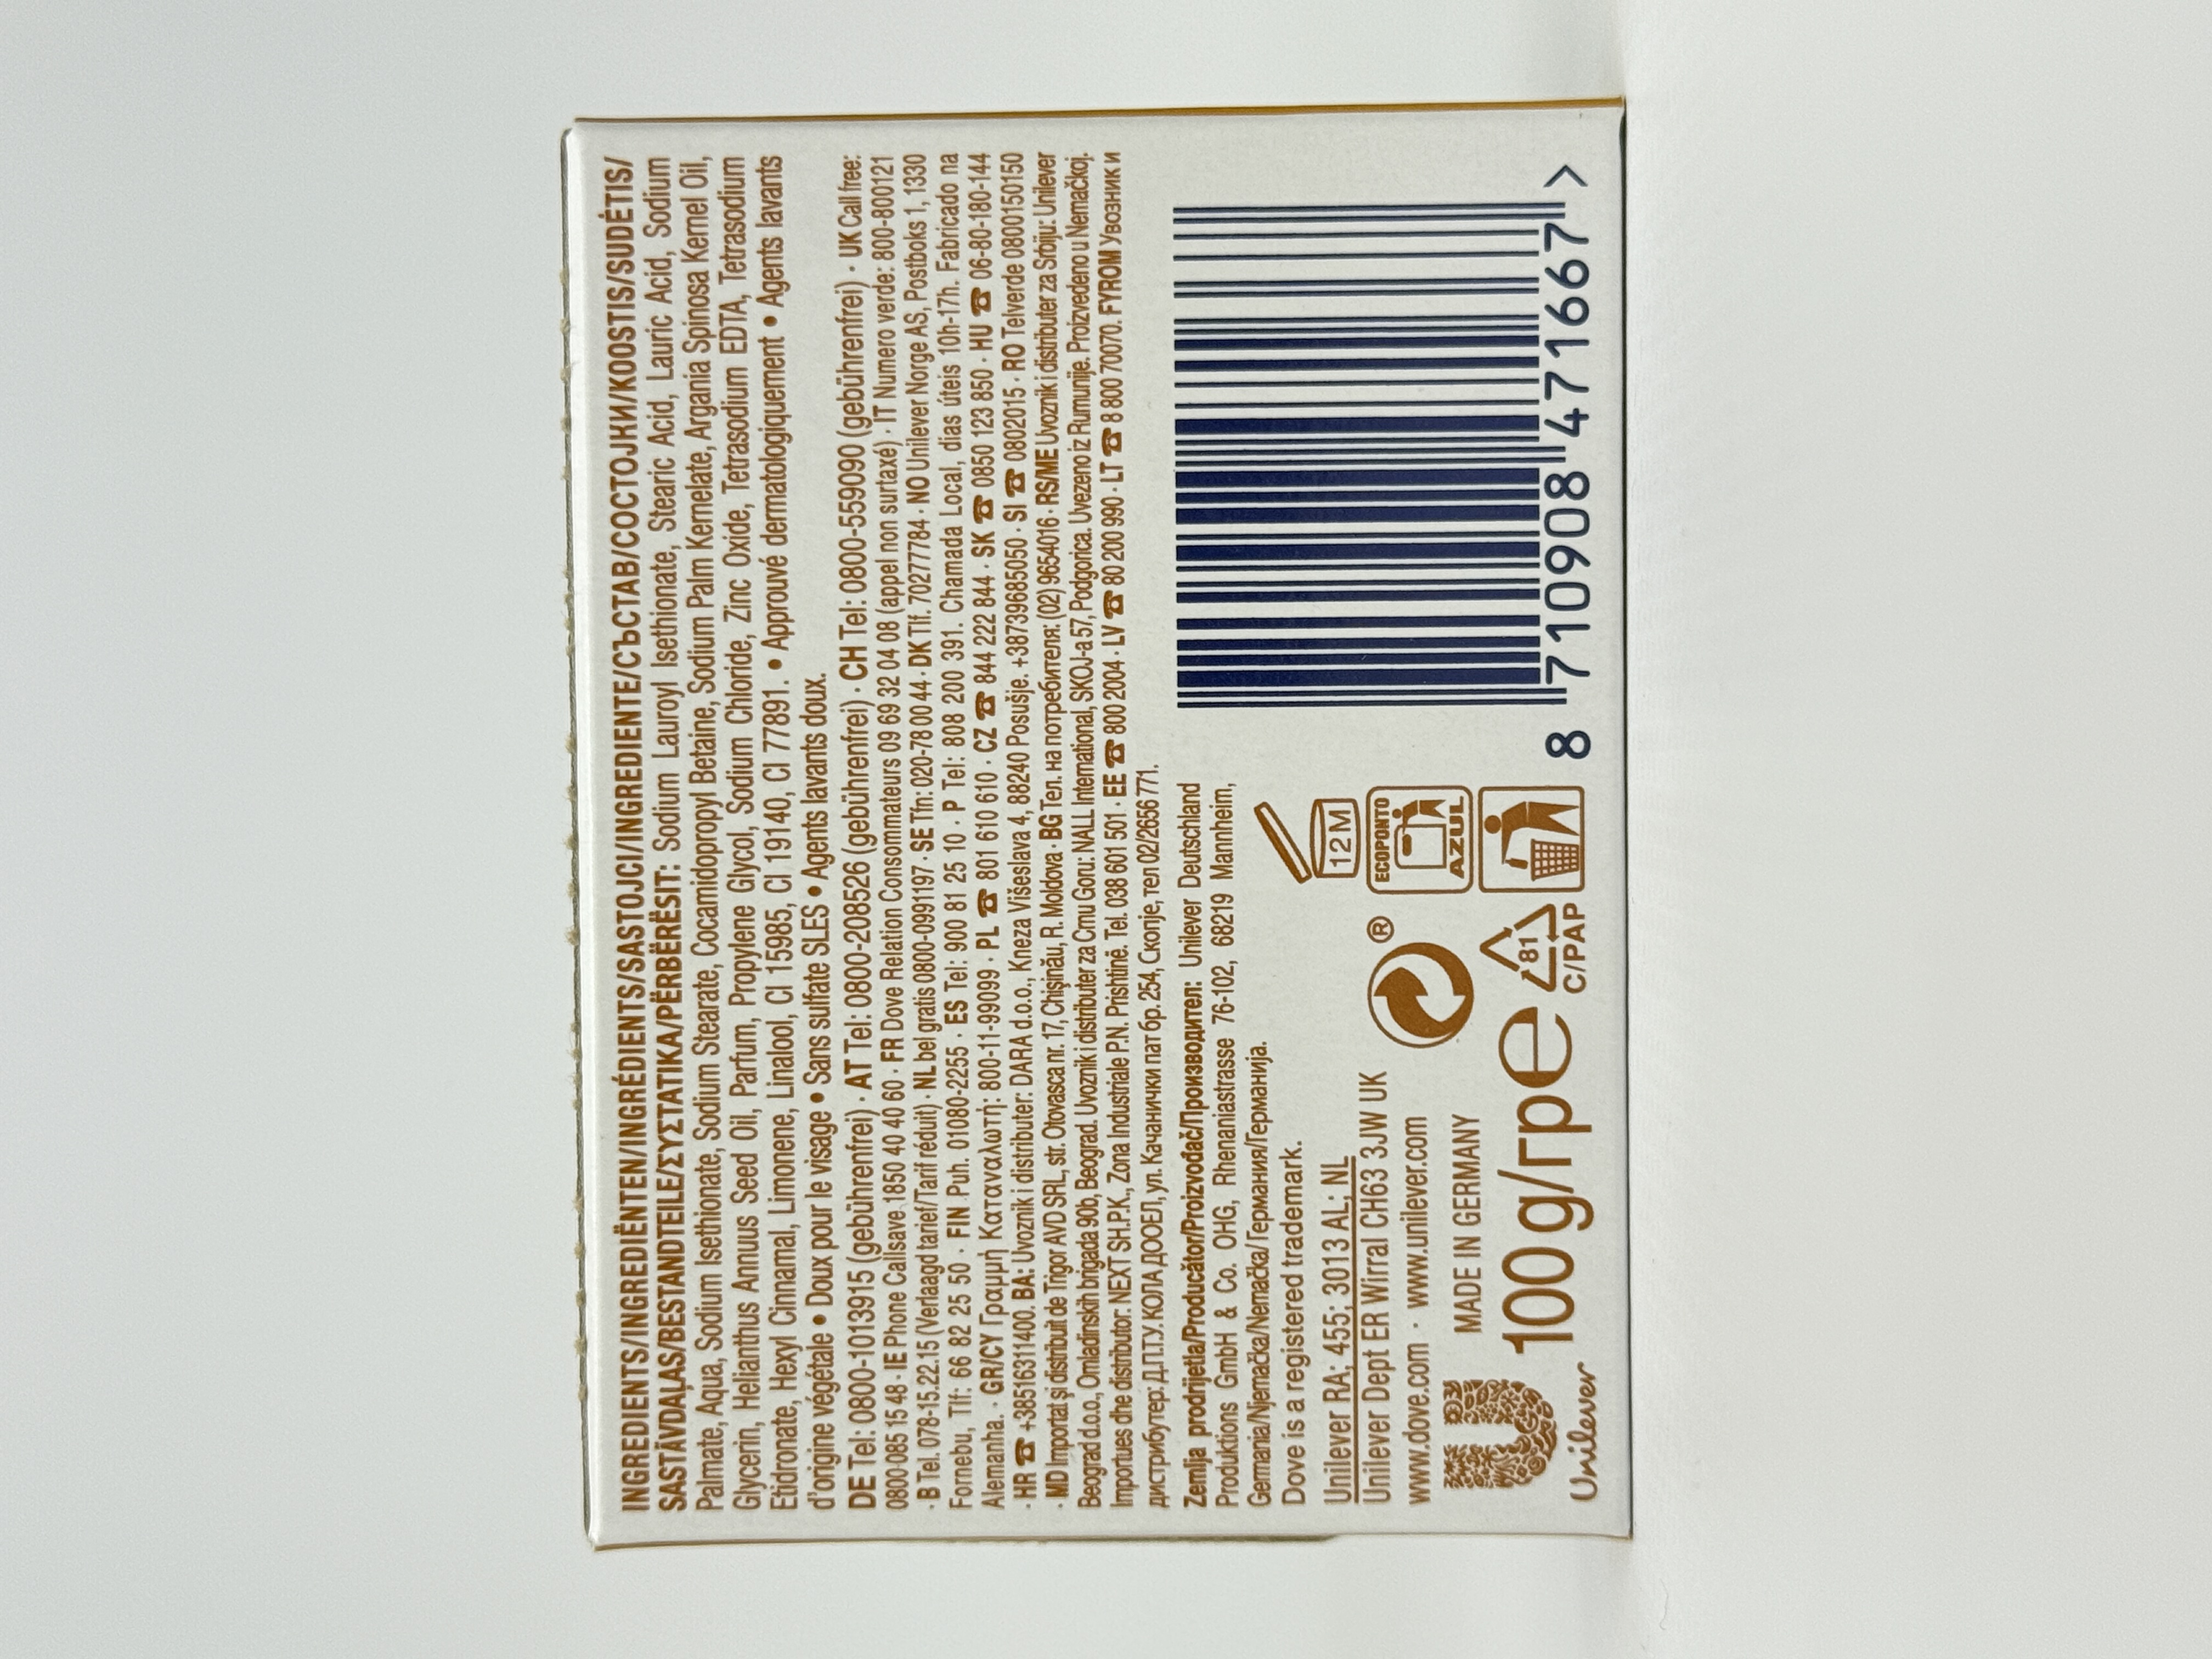 INGREDIENTS/INGREDIËNTEN/INGRÉDIENTS/SASTOJCI/INGREDIENTE/СЪСТАВ/СОСТОЈКИ/KOOSTIS/SUDĖTIS/
SASTĀVDAĻAS/BESTANDTEILE/ΣΥΣΤΑΤΙΚΑ/PËRBËRËSIT: Sodium Lauroyl Isethionate, Stearic Acid, Lauric Acid, Sodium
Palmate, Aqua, Sodium Isethionate, Sodium Stearate, Cocamidopropyl Betaine, Sodium Palm Kernelate, Argania Spinosa Kernel Oil,
Glycerin, Helianthus Annuus Seed Oil, Parfum, Propylene Glycol, Sodium Chloride, Zinc Oxide, Tetrasodium EDTA, Tetrasodium
Etidronate, Hexyl Cinnamal, Limonene, Linalool, CI 15985, CI 19140, CI 77891. • Approuvé dermatologiquement • Agents lavants
d'origine végétale • Doux pour le visage • Sans sulfate SLES • Agents lavants doux.
DE Tel: 0800-1013915 (gebührenfrei) · AT Tel: 0800-208526 (gebührenfrei) · CH Tel: 0800-559090 (gebührenfrei) · UK Call free:
0800 085 15 48 · IE Phone Callsave 1850 40 40 60 · FR Dove Relation Consommateurs 09 69 32 04 08 (appel non surtaxé) · IT Numero verde: 800-800121
· B Tel. 078-15.22.15 (Verlaagd tarief/Tarif réduit) · NL bel gratis 0800-0991197 · SE Tfn: 020-78 00 44 · DK Tlf. 70277784 · NO Unilever Norge AS, Postboks 1, 1330
Fornebu, Tlf: 66 82 25 50 · FIN Puh. 01080-2255 · ES Tel: 900 81 25 10 · P Tel: 808 200 391. Chamada Local, dias úteis 10h-17h. Fabricado na
Alemanha. · GR/CY Γραμμή Καταναλωτή: 800-11-99099 · PL ☎ 801 610 610 · CZ ☎ 844 222 844 · SK ☎ 0850 123 850 · HU ☎ 06-80-180-144
· HR ☎ +38516311400. BA: Uvoznik i distributer: DARA d.o.o., Kneza Višeslava 4, 88240 Posušje. +38739685050 · SI ☎ 0802015 · RO Telverde 0800150150
· MD Importat şi distribuit de Trigor AVD SRL, str. Otovasca nr. 17, Chişinău, R. Moldova · BG Тел. на потребителя: (02) 9654016 · RS/ME Uvoznik i distributer za Srbiju: Unilever
Beograd d.o.o., Omladinskih brigada 90b, Beograd. Uvoznik i distributer za Crnu Goru: NALL International, SKOJ-a 57, Podgorica. Uvezeno iz Rumunije. Proizvedeno u Nemačkoj.
Importues dhe distributor: NEXT SH.P.K., Zona Industriale P.N. Prishtinë. Tel. 038 601 501 · EE ☎ 800 2004 · LV ☎ 80 200 990 · LT ☎ 8 800 70070. FYROM Увозник и
дистрибутер: Д.П.Т.У. КОЛА ДООЕЛ, ул. Качанички пат бр. 254, Скопје, тел 02/2656 771.
Zemlja prodrijetla/Producător/Proizvođač/Производител: Unilever Deutschland
Produktions GmbH & Co. OHG, Rhenaniastrasse 76-102, 68219 Mannheim,
Germania/Njemačka/Nemačka/Германия/Германија.
Dove is a registered trademark.
Unilever RA; 455; 3013 AL; NL
Unilever Dept ER Wirral CH63 3JW UK
www.dove.com · www.unilever.com
MADE IN GERMANY
Unilever
100 g/гр e
®
81
C/PAP
12M
ECOPONTO
AZUL
8 710908 471667 >